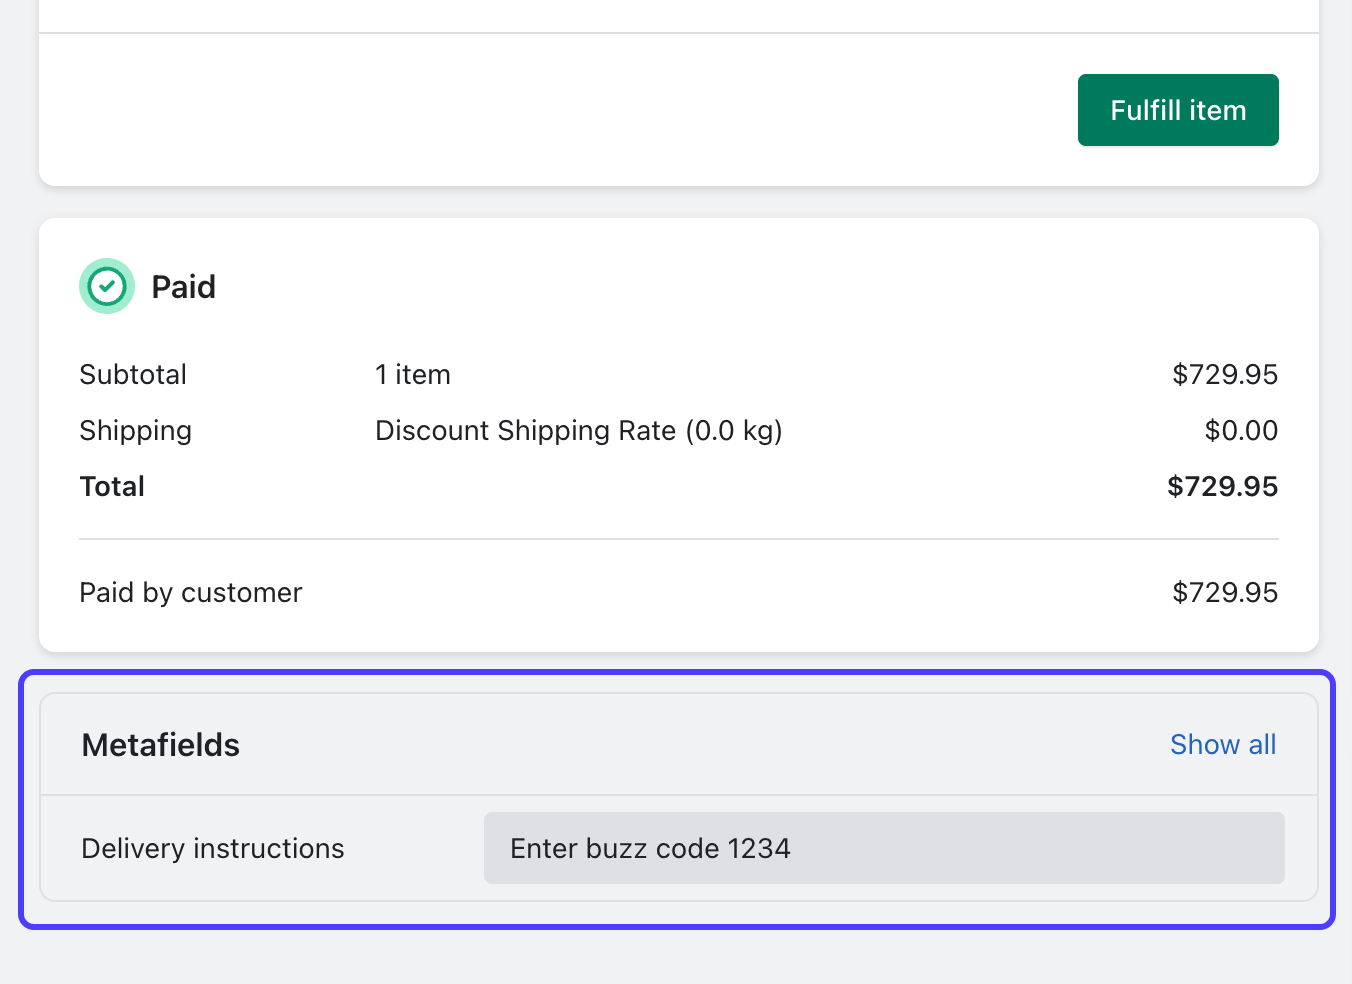 Fulfill item
Paid
Subtotal 1 item $729.95
Shipping Discount Shipping Rate (0.0 kg) $0.00
Total $729.95
Paid by customer $729.95
Metafields Show all
Delivery instructions Enter buzz code 1234